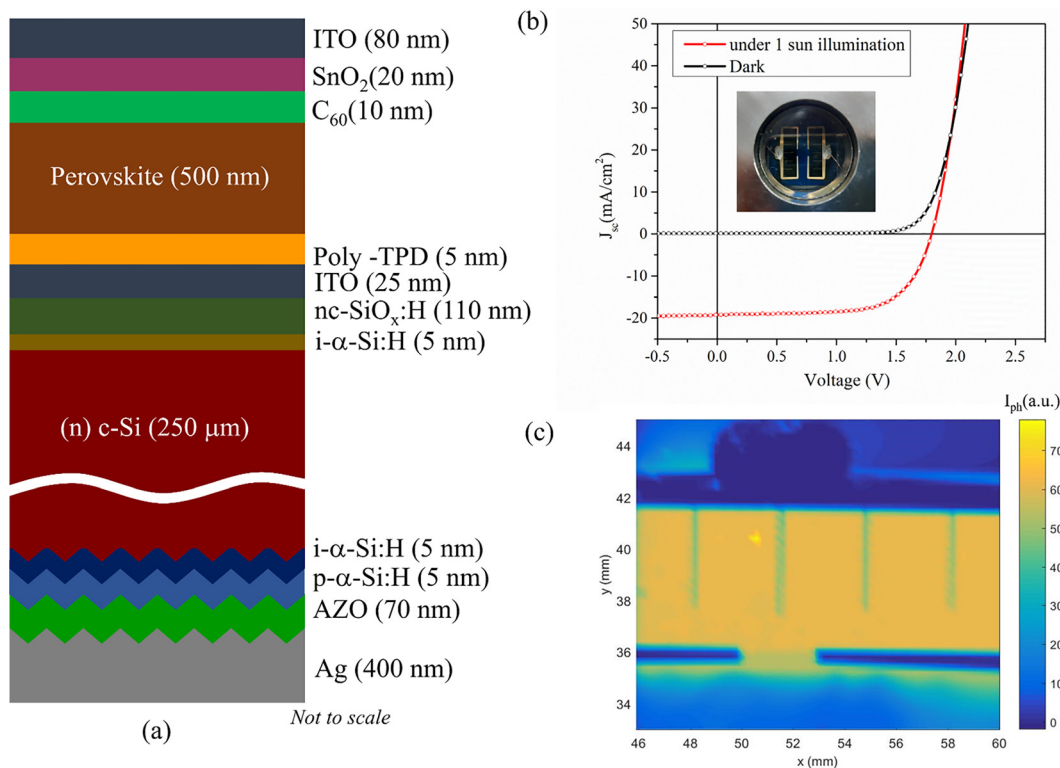 ITO (80 nm)
SnO₂(20 nm)
C₆₀(10 nm)
Perovskite (500 nm)
Poly -TPD (5 nm)
ITO (25 nm)
nc-SiOₓ:H (110 nm)
i-α-Si:H (5 nm)
(n) c-Si (250 μm)
i-α-Si:H (5 nm)
p-α-Si:H (5 nm)
AZO (70 nm)
Ag (400 nm)
Not to scale
(a)
(b)
under 1 sun illumination
Dark
J_sc(mA/cm²)
50
40
30
20
10
0
-10
-20
-0.5 0.0 0.5 1.0 1.5 2.0 2.5
Voltage (V)
(c)
I_ph(a.u.)
y (mm)
44
42
40
38
36
34
46 48 50 52 54 56 58 60
x (mm)
70
60
50
40
30
20
10
0